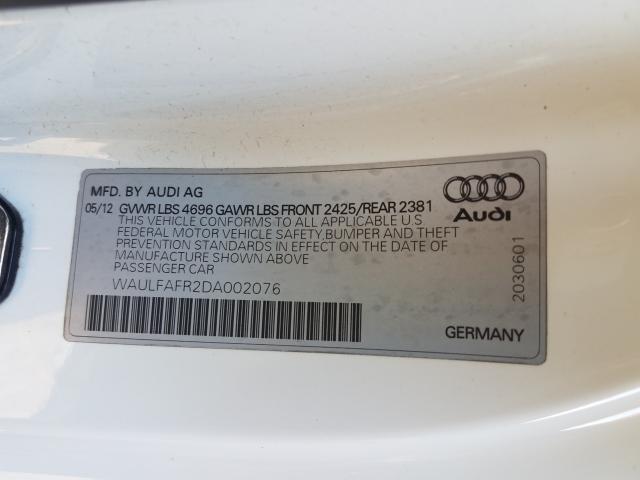 MFD. BY AUDI AG
05/12 GVWR LBS 4696 GAWR LBS FRONT 2425/REAR 2381
THIS VEHICLE CONFORMS TO ALL APPLICABLE U.S
FEDERAL MOTOR VEHICLE SAFETY,BUMPER AND THEFT
PREVENTION STANDARDS IN EFFECT ON THE DATE OF
MANUFACTURE SHOWN ABOVE
PASSENGER CAR
WAULFAFR2DA002076
Audi
2030601
GERMANY